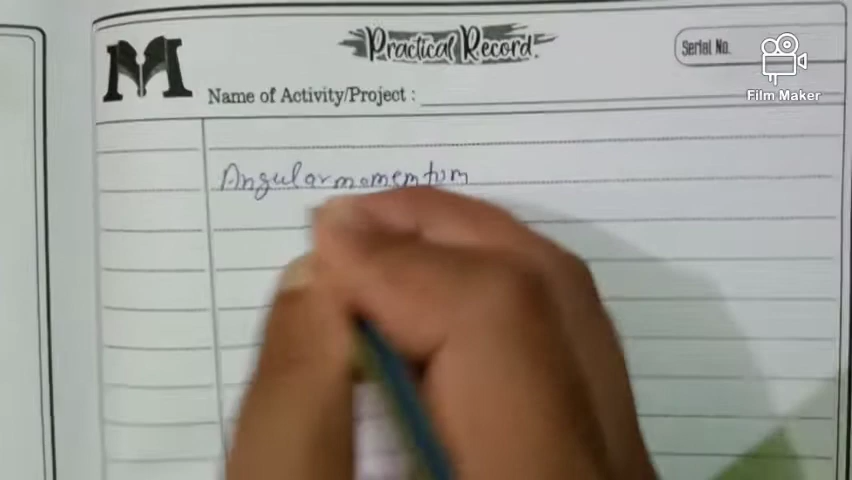 M
Practical Record
Serial No.
Film Maker
Name of Activity/Project :
Angular momentum